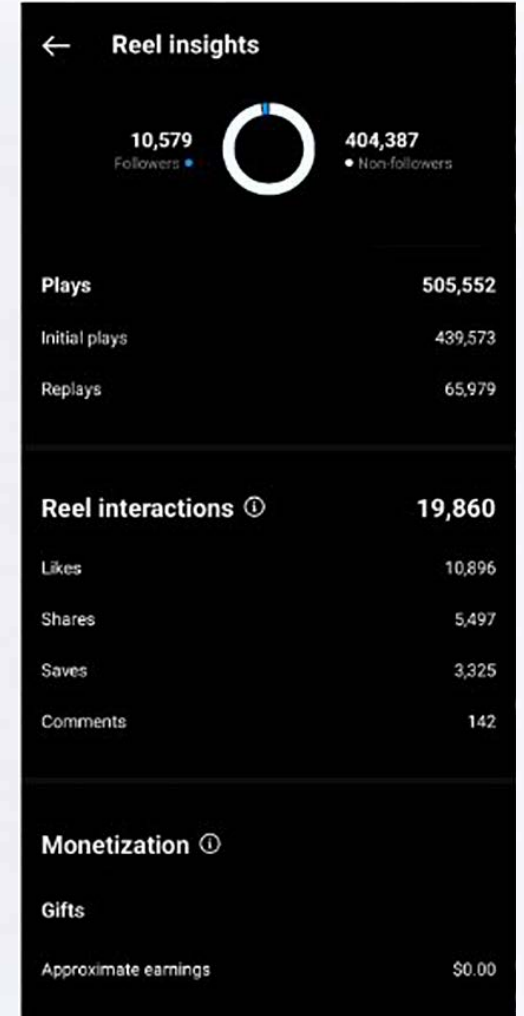 Reel insights
10,579 404,387
Followers Non-followers
Plays 505,552
Initial plays 439,573
Replays 65,979
Reel interactions 19,860
Likes 10,896
Shares 5,497
Saves 3,325
Comments 142
Monetization
Gifts
Approximate earnings $0.00